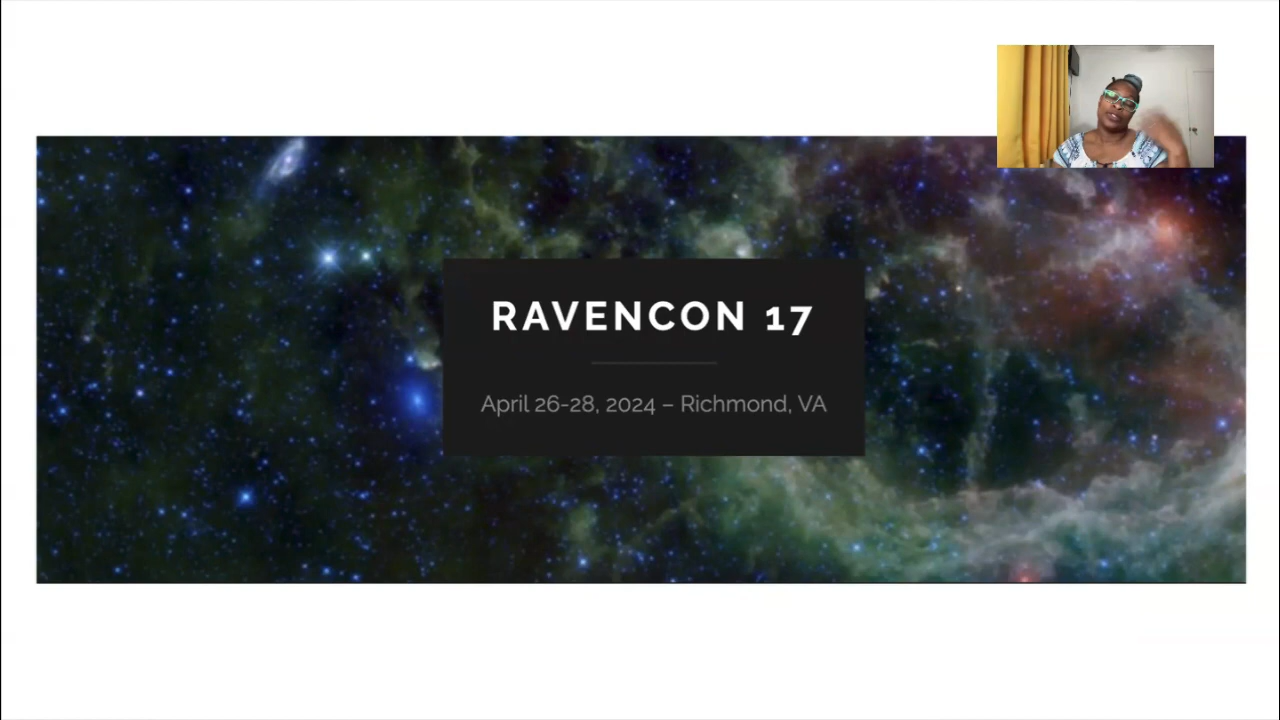 RAVENCON 17
April 26-28, 2024 – Richmond, VA